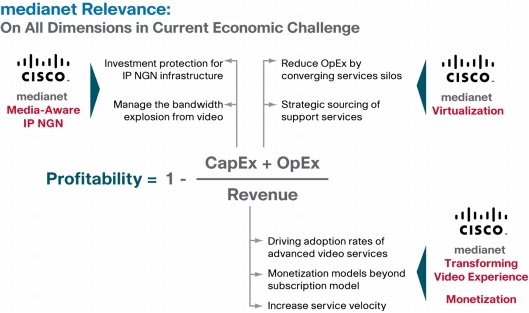 medianet Relevance:
On All Dimensions in Current Economic Challenge
CISCO
medianet
Media-Aware
IP NGN
Investment protection for
IP NGN infrastructure
Manage the bandwidth
explosion from video
Reduce OpEx by
converging services silos
Strategic sourcing of
support services
CISCO
medianet
Virtualization
Profitability = 1 -
CapEx + OpEx
Revenue
Driving adoption rates of
advanced video services
Monetization models beyond
subscription model
Increase service velocity
CISCO
medianet
Transforming
Video Experience
Monetization